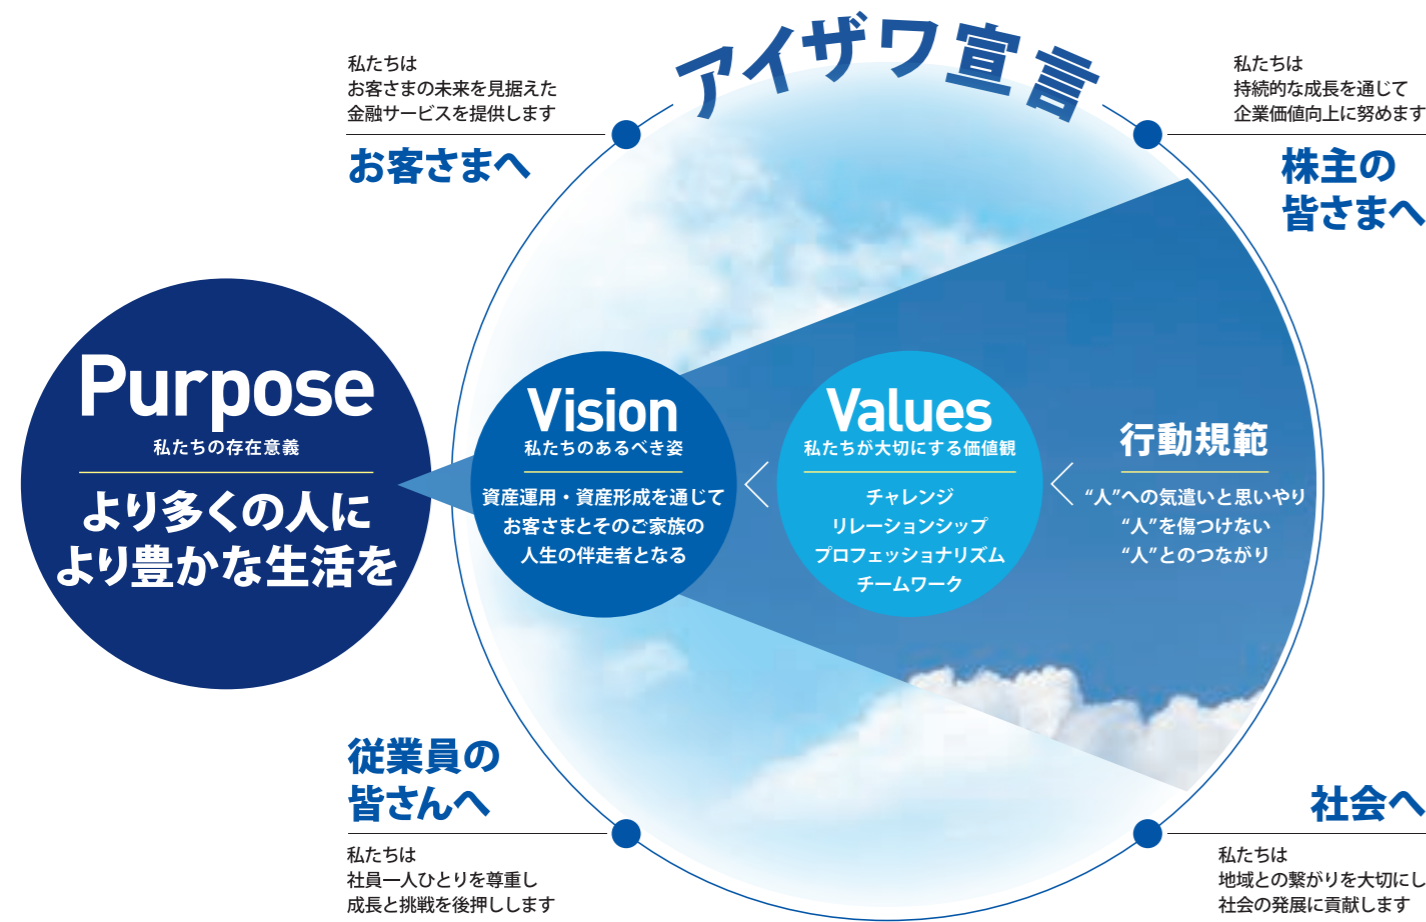 アイザワ宣言
私たちは
お客さまの未来を見据えた
金融サービスを提供します
お客さまへ
私たちは
持続的な成長を通じて
企業価値向上に努めます
株主の
皆さまへ
Purpose
私たちの存在意義
より多くの人に
より豊かな生活を
Vision
私たちのあるべき姿
資産運用・資産形成を通じて
お客さまとそのご家族の
人生の伴走者となる
Values
私たちが大切にする価値観
チャレンジ
リレーションシップ
プロフェッショナリズム
チームワーク
行動規範
“人”への気遣いと思いやり
“人”を傷つけない
“人”とのつながり
従業員の
皆さんへ
私たちは
社員一人ひとりを尊重し
成長と挑戦を後押しします
社会へ
私たちは
地域との繋がりを大切にし
社会の発展に貢献します